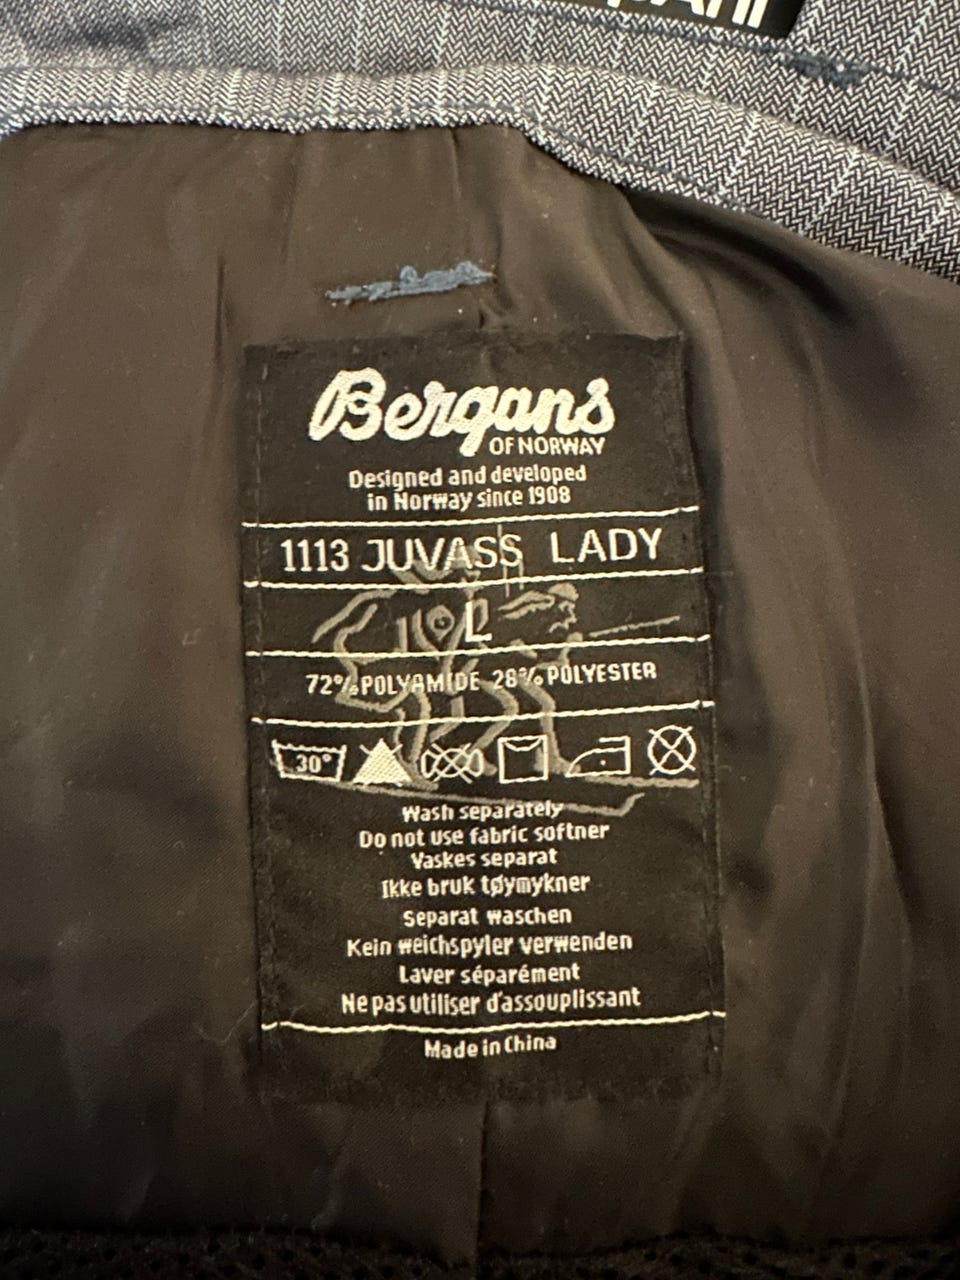 Bergans
OF NORWAY
Designed and developed
in Norway since 1908
1113 JUVASS LADY
L
72% POLYAMIDE 28% POLYESTER
30°
Wash separately
Do not use fabric softner
Vaskes separat
Ikke bruk tøymykner
Separat waschen
Kein weichspyler verwenden
Laver séparément
Ne pas utiliser d'assouplissant
Made in China